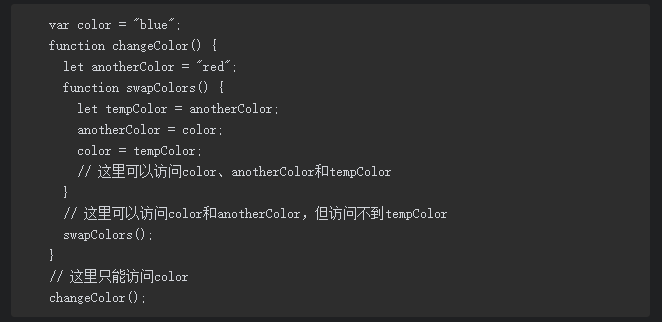 var color = "blue";
function changeColor() {
  let anotherColor = "red";
  function swapColors() {
    let tempColor = anotherColor;
    anotherColor = color;
    color = tempColor;
    // 这里可以访问color、anotherColor和tempColor
  }
  // 这里可以访问color和anotherColor，但访问不到tempColor
  swapColors();
}
// 这里只能访问color
changeColor();